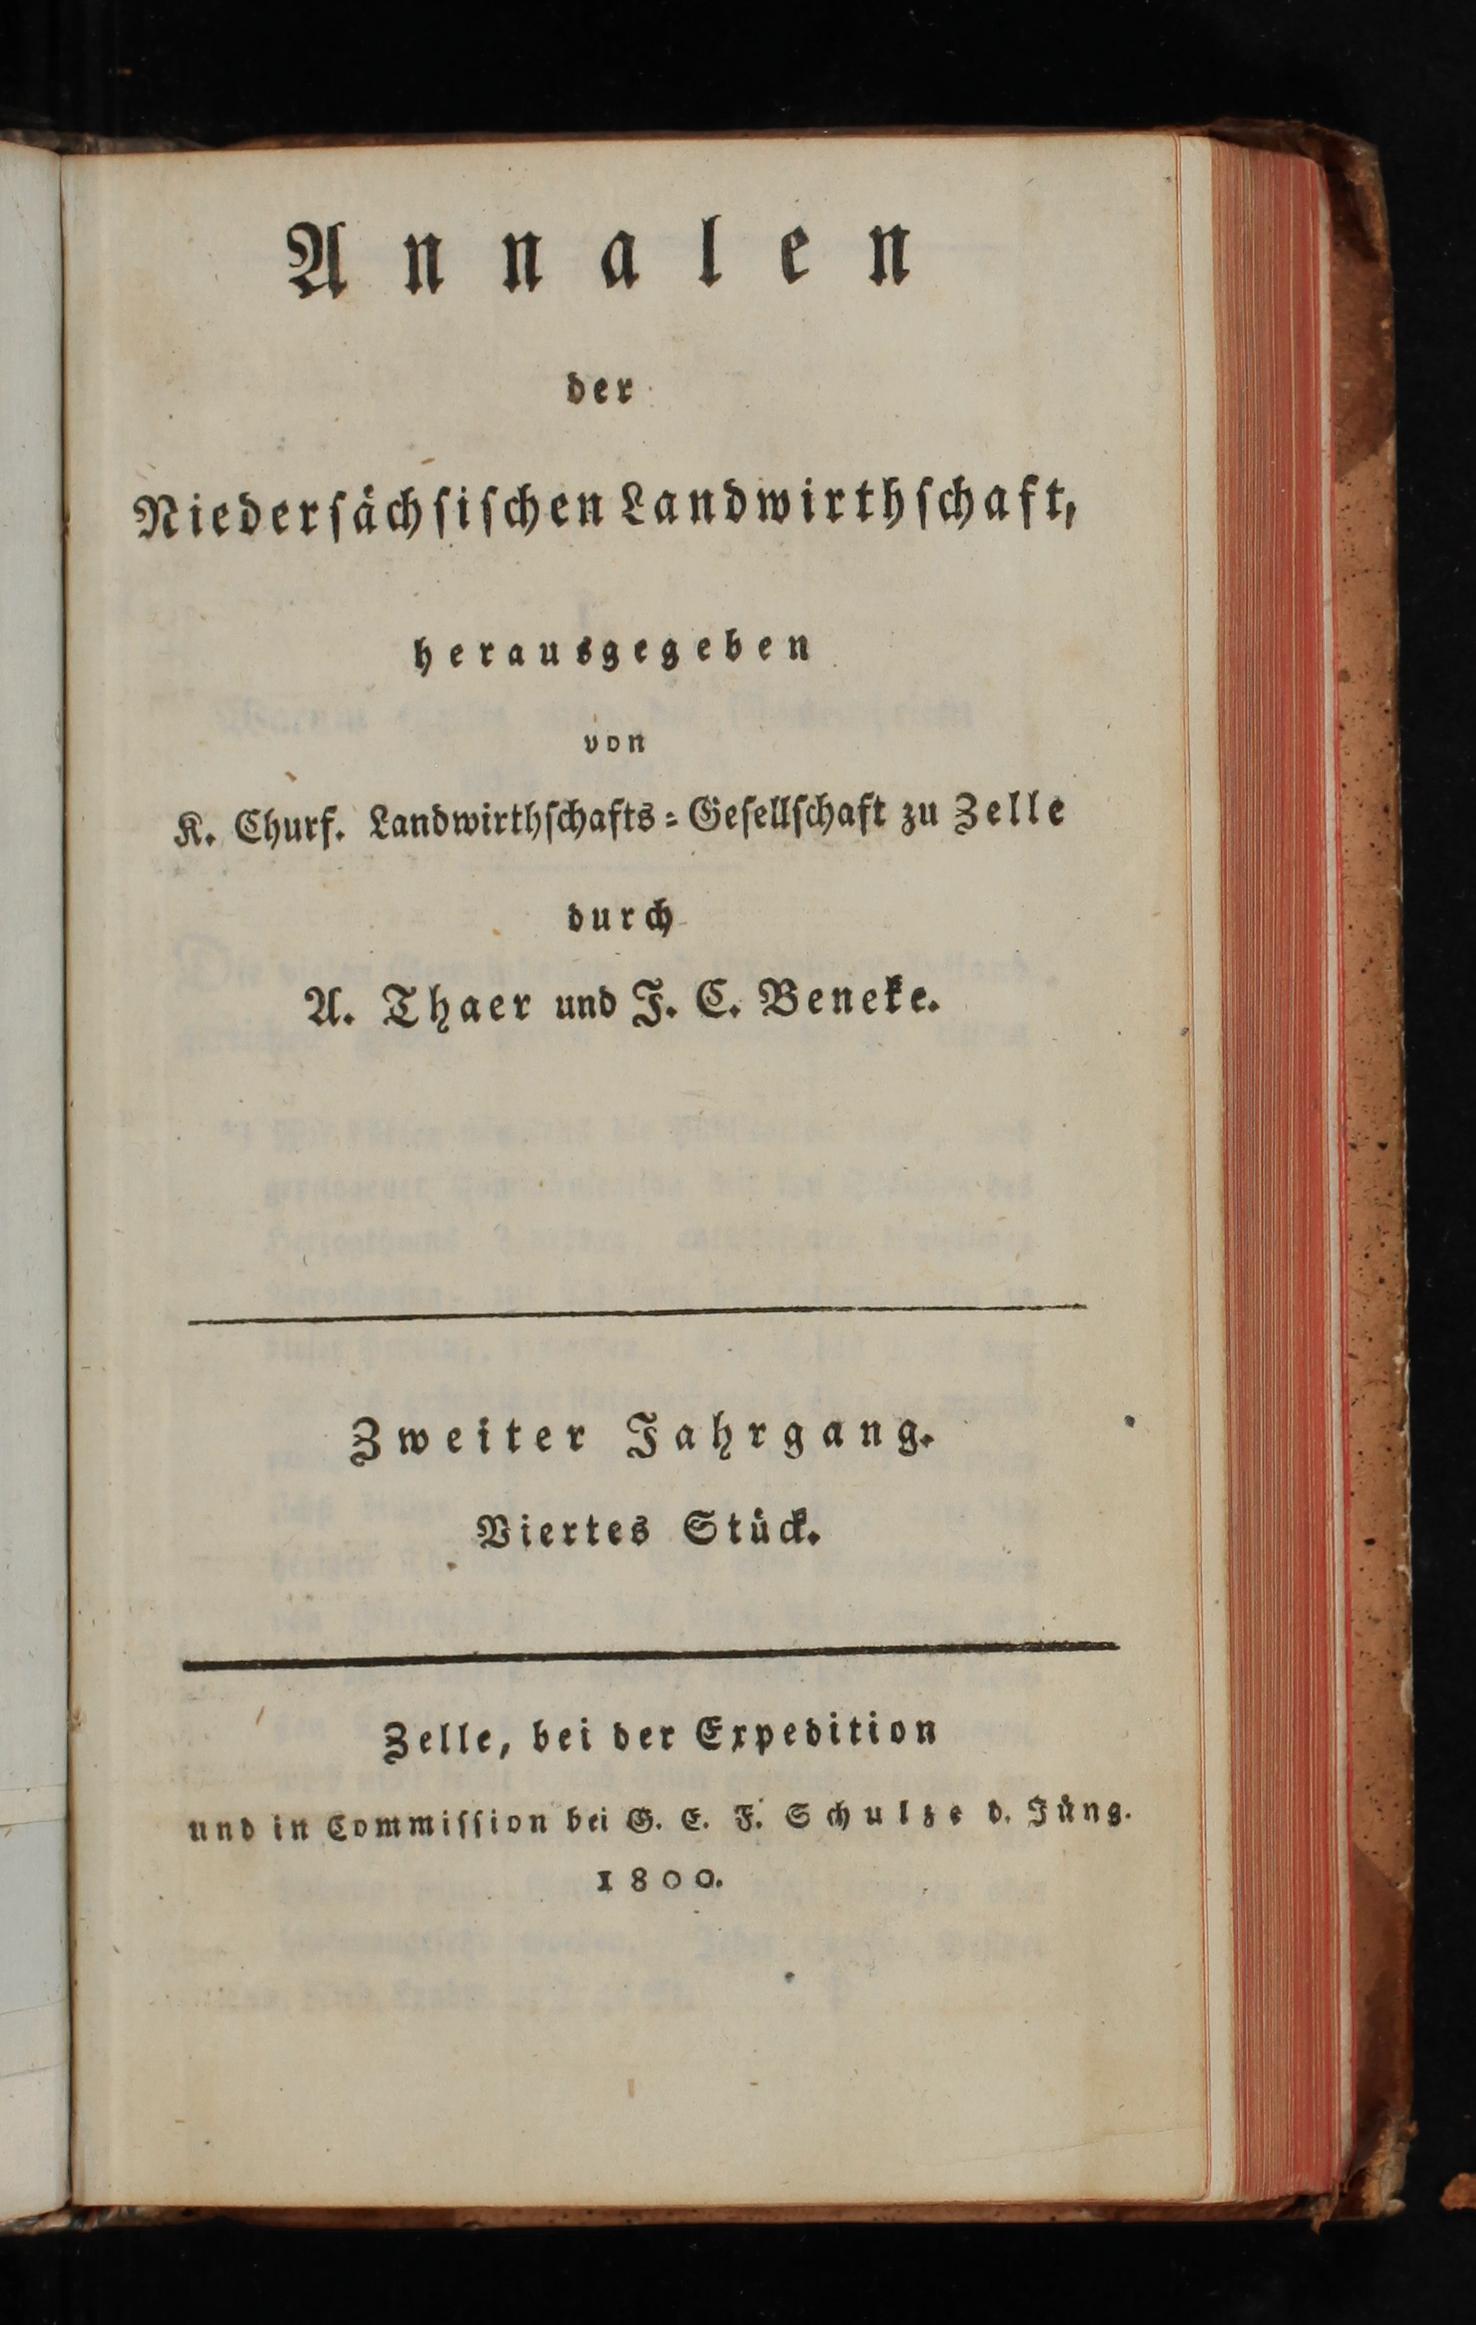 Annalen
der
Niederſächſiſchen Landwirthſchaft,
herausgegeben
von
K. Churf. Landwirthſchafts-Geſellſchaft zu Zelle
durch
A. Thaer und J. C. Beneke.
Zweiter Jahrgang.
Viertes Stück.
Zelle, bei der Expedition
und in Commiſſion bei G. E. F. Schulze d. Jüng.
1800.